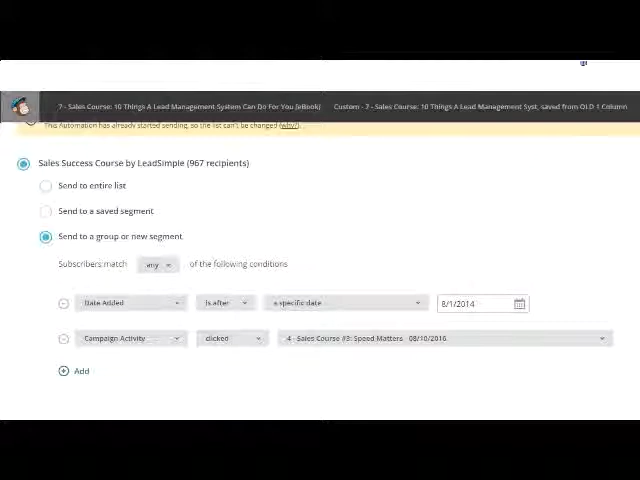 7 - Sales Course: 10 Things A Lead Management System Can Do For You [eBook] Custom - 7 - Sales Course: 10 Things A Lead Management Syst, saved from OLD 1 Column
This Automation has already started sending, so the list can't be changed (why?).
Sales Success Course by LeadSimple (967 recipients)
Send to entire list
Send to a saved segment
Send to a group or new segment
Subscribers match any of the following conditions
Date Added is after a specific date 8/1/2014
Campaign Activity clicked 4 - Sales Course #3: Speed Matters 08/10/2016
Add